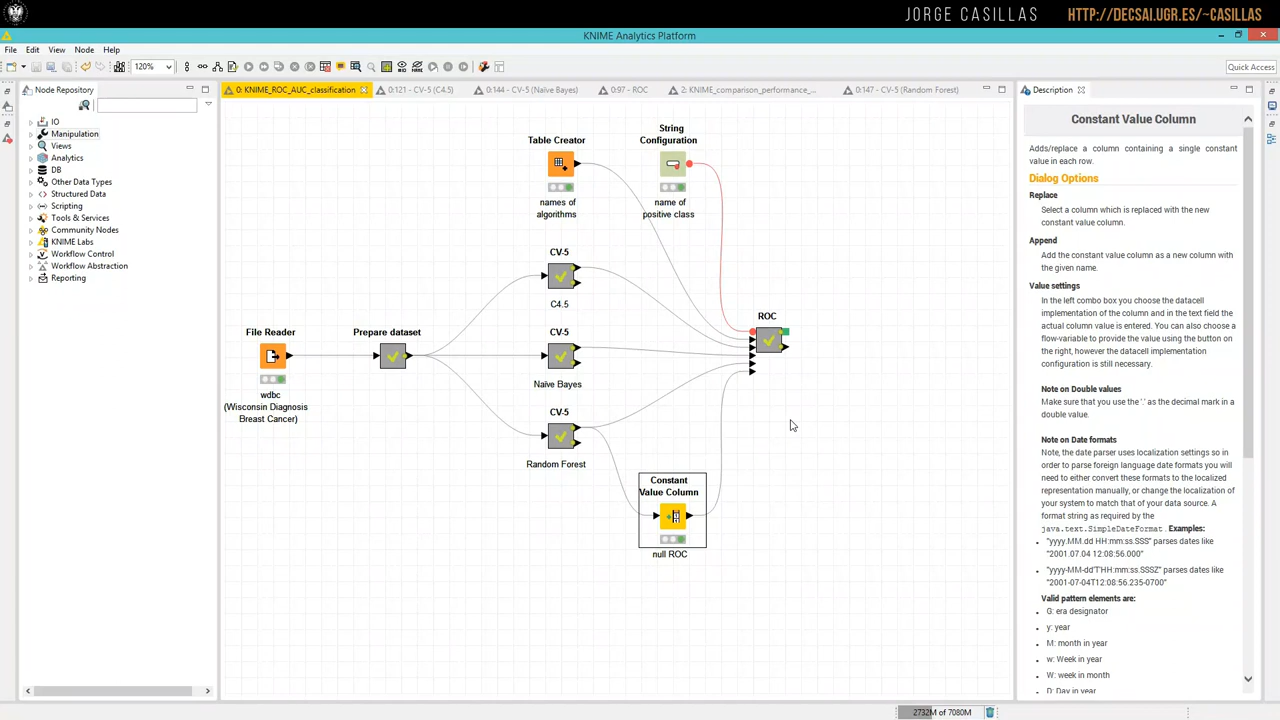 JORGE CASILLAS
HTTP://DECSAI.UGR.ES/~CASILLAS
KNIME Analytics Platform
File Edit View Node Help
120%
Quick Access
Node Repository
IO
Manipulation
Views
Analytics
DB
Other Data Types
Structured Data
Scripting
Tools & Services
Community Nodes
KNIME Labs
Workflow Control
Workflow Abstraction
Reporting
0: KNIME_ROC_AUC_classification
0:121 - CV-5 (C4.5)
0:144 - CV-5 (Naïve Bayes)
0:97 - ROC
2: KNIME_comparison_performance_...
0:147 - CV-5 (Random Forest)
Table Creator
names of
algorithms
String
Configuration
name of
positive class
CV-5
C4.5
File Reader
wdbc
(Wisconsin Diagnosis
Breast Cancer)
Prepare dataset
CV-5
Naïve Bayes
ROC
CV-5
Random Forest
Constant
Value Column
null ROC
Description
Constant Value Column
Adds/replace a column containing a single constant
value in each row.
Dialog Options
Replace
Select a column which is replaced with the new
constant value column.
Append
Add the constant value column as a new column with
the given name.
Value settings
In the left combo box you choose the datacell
implementation of the column and in the text field the
actual column value is entered. You can also choose a
flow-variable to provide the value using the button on
the right, however the datacell implementation
configuration is still necessary.
Note on Double values
Make sure that you use the '.' as the decimal mark in a
double value.
Note on Date formats
Note, the date parser uses localization settings so in
order to parse foreign language date formats you will
need to either convert these formats to the localized
representation manually, or change the localization of
your system to match that of your data source. A
format string as required by the
java.text.SimpleDateFormat. Examples:
"yyyy.MM.dd HH:mm:ss.SSS" parses dates like
"2001.07.04 12:08:56.000"
"yyyy-MM-dd'T'HH:mm:ss.SSSZ" parses dates like
"2001-07-04T12:08:56.235-0700"
Valid pattern elements are:
G: era designator
y: year
M: month in year
w: Week in year
W: week in month
D: Day in year
2732M of 7080M